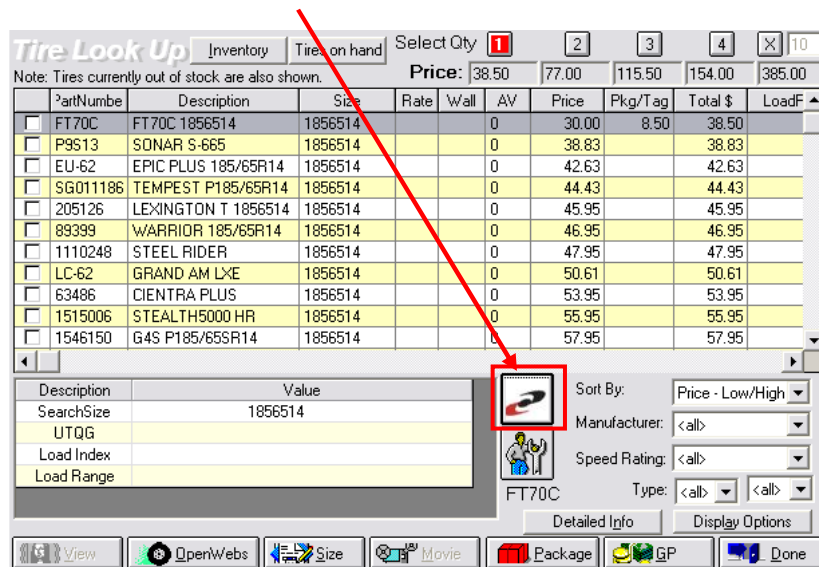 Tire Look Up Inventory Tires on hand Select Qty 1 2 3 4 X 10
Note: Tires currently out of stock are also shown. Price: 38.50 77.00 115.50 154.00 385.00
PartNumbe Description Size Rate Wall AV Price Pkg/Tag Total $ LoadF
FT70C FT70C 1856514 1856514 0 30.00 8.50 38.50
P9S13 SONAR S-665 1856514 0 38.83 38.83
EU-62 EPIC PLUS 185/65R14 1856514 0 42.63 42.63
SG011186 TEMPEST P185/65R14 1856514 0 44.43 44.43
205126 LEXINGTON T 1856514 1856514 0 45.95 45.95
89399 WARRIOR 185/65R14 1856514 0 46.95 46.95
1110248 STEEL RIDER 1856514 0 47.95 47.95
LC-62 GRAND AM LXE 1856514 0 50.61 50.61
63486 CIENTRA PLUS 1856514 0 53.95 53.95
1515006 STEALTH5000 HR 1856514 0 55.95 55.95
1546150 G4S P185/65SR14 1856514 0 57.95 57.95
Description Value
SearchSize 1856514
UTQG
Load Index
Load Range
FT70C
Sort By: Price - Low/High
Manufacturer: <all>
Speed Rating: <all>
Type: <all> <all>
Detailed Info Display Options
View OpenWebs Size Movie Package GP Done